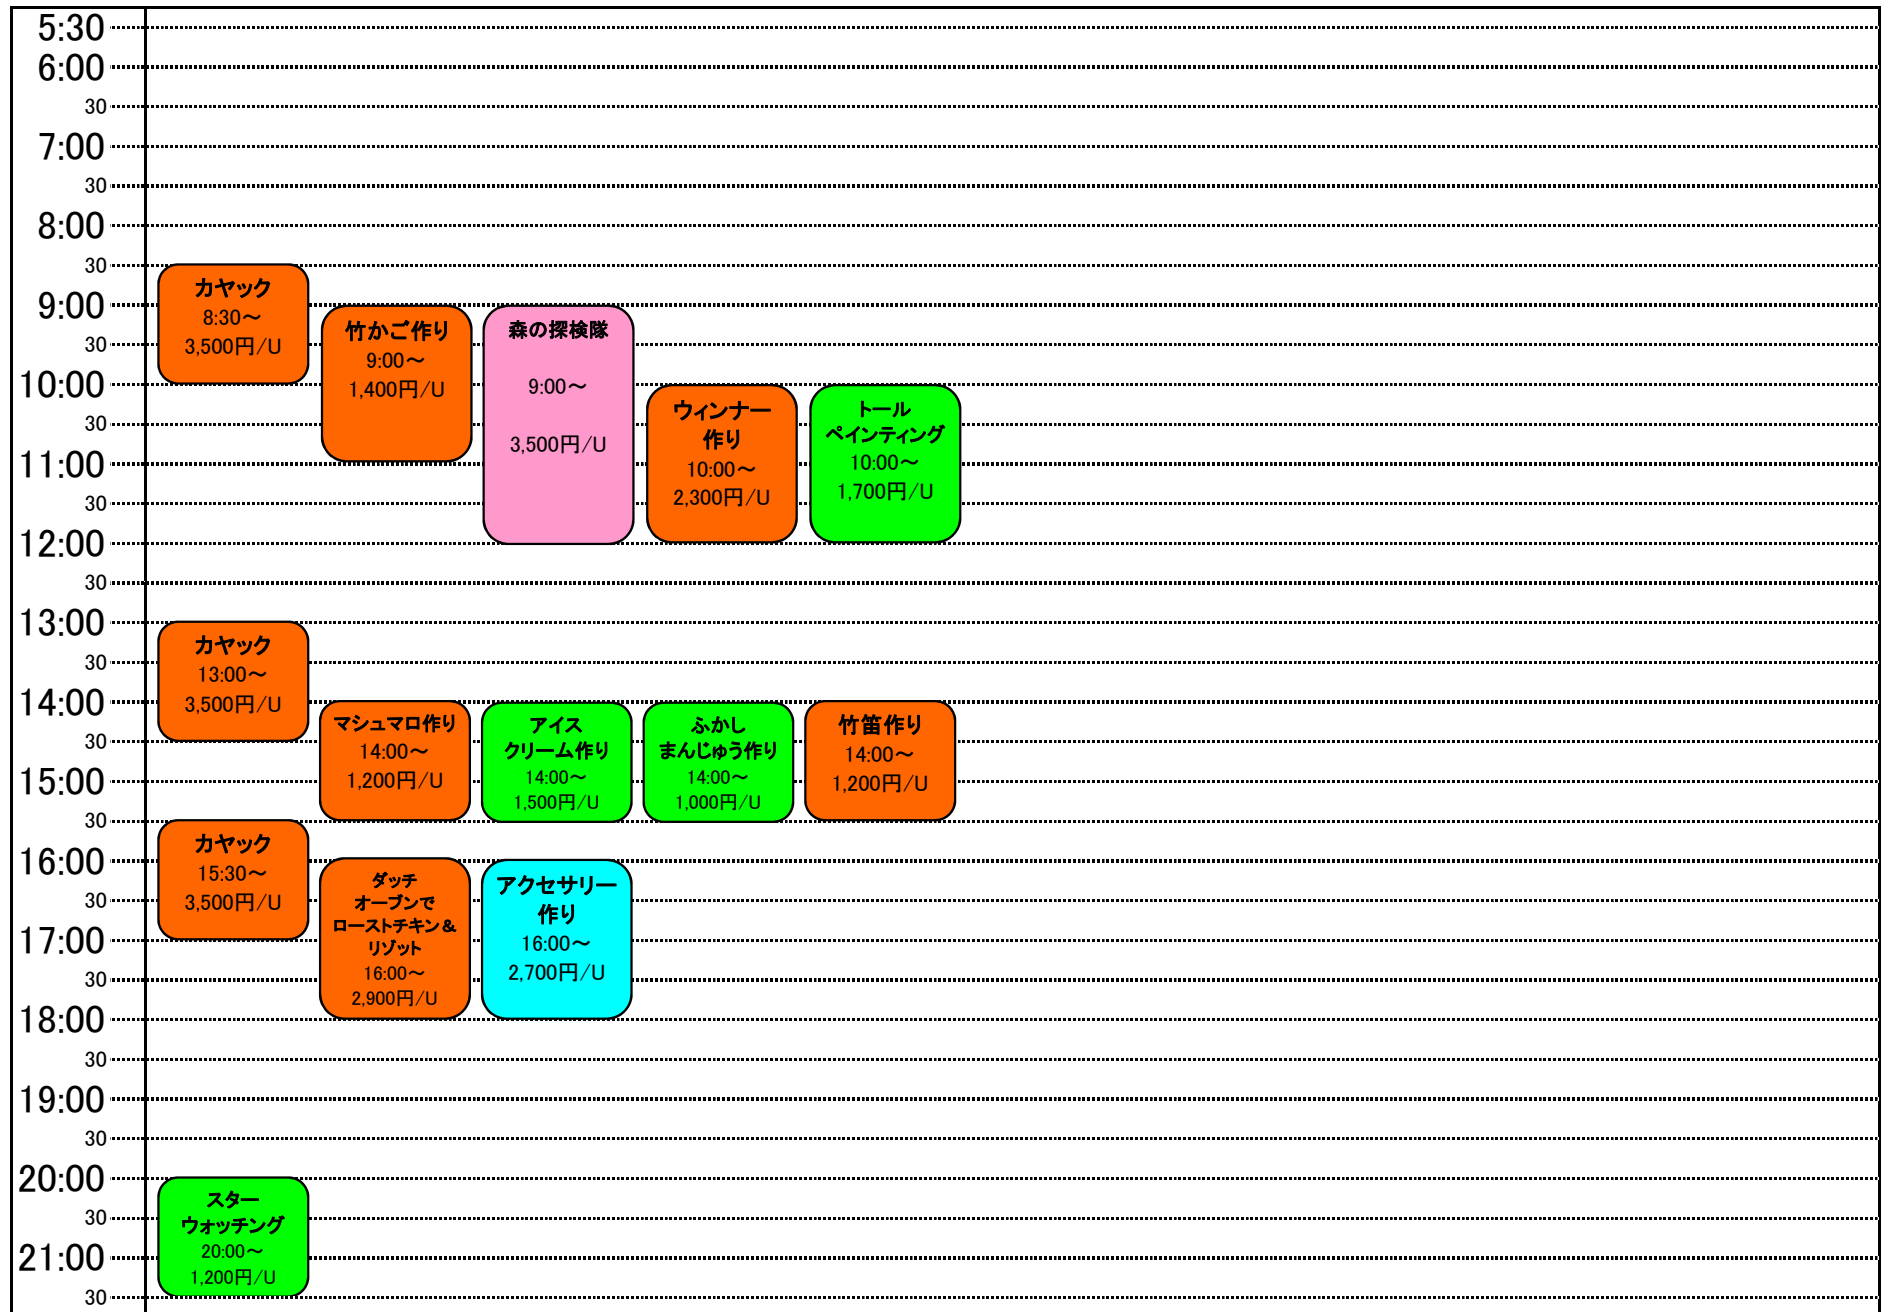 5:30
6:00
30
7:00
30
8:00
30
9:00
30
10:00
30
11:00
30
12:00
30
13:00
30
14:00
30
15:00
30
16:00
30
17:00
30
18:00
30
19:00
30
20:00
30
21:00
30
カヤック
8:30～
3,500円/U
竹かご作り
9:00～
1,400円/U
森の探検隊
9:00～
3,500円/U
ウィンナー
作り
10:00～
2,300円/U
トール
ペインティング
10:00～
1,700円/U
カヤック
13:00～
3,500円/U
マシュマロ作り
14:00～
1,200円/U
アイス
クリーム作り
14:00～
1,500円/U
ふかし
まんじゅう作り
14:00～
1,000円/U
竹笛作り
14:00～
1,200円/U
カヤック
15:30～
3,500円/U
ダッチ
オーブンで
ローストチキン＆
リゾット
16:00～
2,900円/U
アクセサリー
作り
16:00～
2,700円/U
スター
ウォッチング
20:00～
1,200円/U